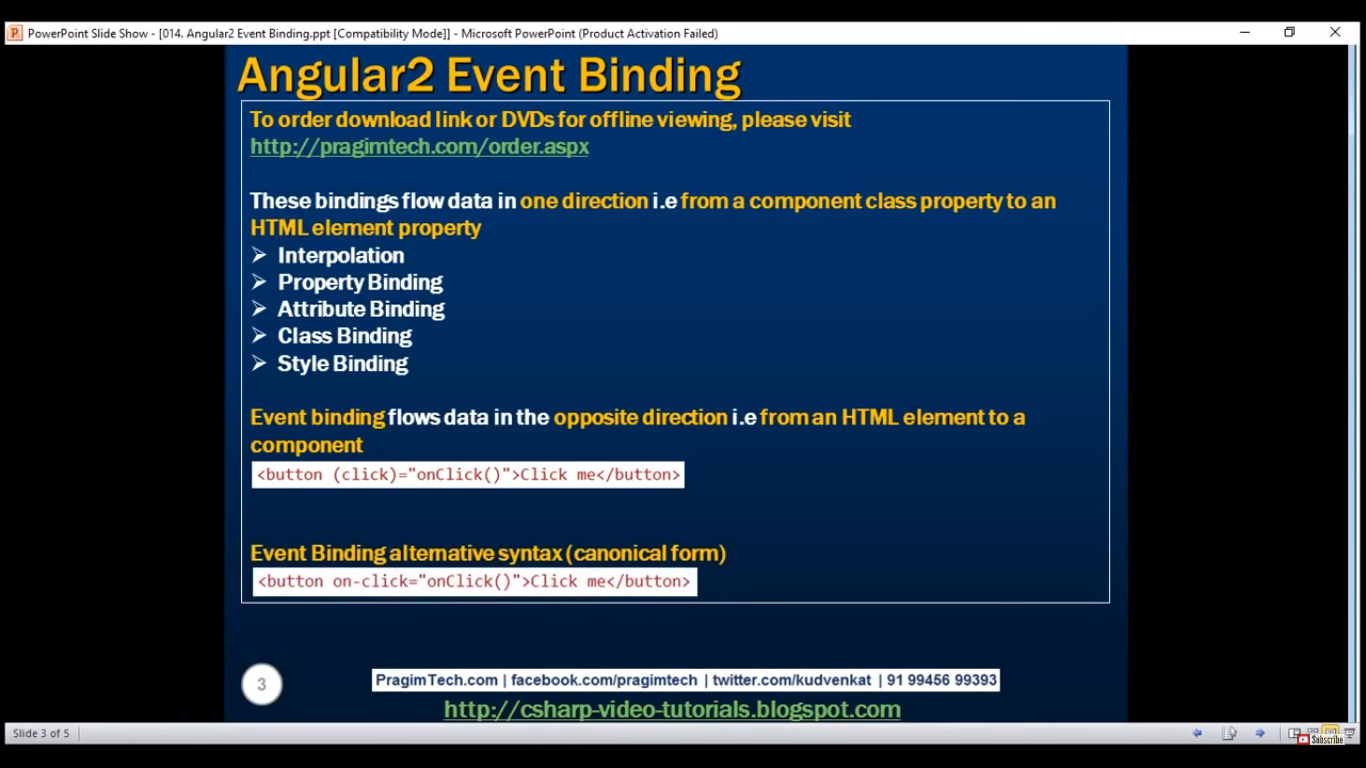 PowerPoint Slide Show - [014. Angular2 Event Binding.ppt [Compatibility Mode]] - Microsoft PowerPoint (Product Activation Failed)
Angular2 Event Binding
To order download link or DVDs for offline viewing, please visit
http://pragimtech.com/order.aspx
These bindings flow data in one direction i.e from a component class property to an
HTML element property
Interpolation
Property Binding
Attribute Binding
Class Binding
Style Binding
Event binding flows data in the opposite direction i.e from an HTML element to a
component
<button (click)="onClick()">Click me</button>
Event Binding alternative syntax (canonical form)
<button on-click="onClick()">Click me</button>
3
PragimTech.com | facebook.com/pragimtech | twitter.com/kudvenkat | 91 99456 99393
http://csharp-video-tutorials.blogspot.com
Slide 3 of 5
Subscribe